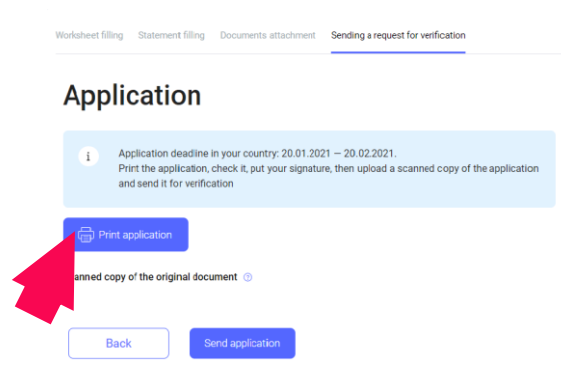 Worksheet filling Statement filling Documents attachment Sending a request for verification
Application
i Application deadline in your country: 20.01.2021 — 20.02.2021.
Print the application, check it, put your signature, then upload a scanned copy of the application
and send it for verification
Print application
anned copy of the original document ?
Back Send application